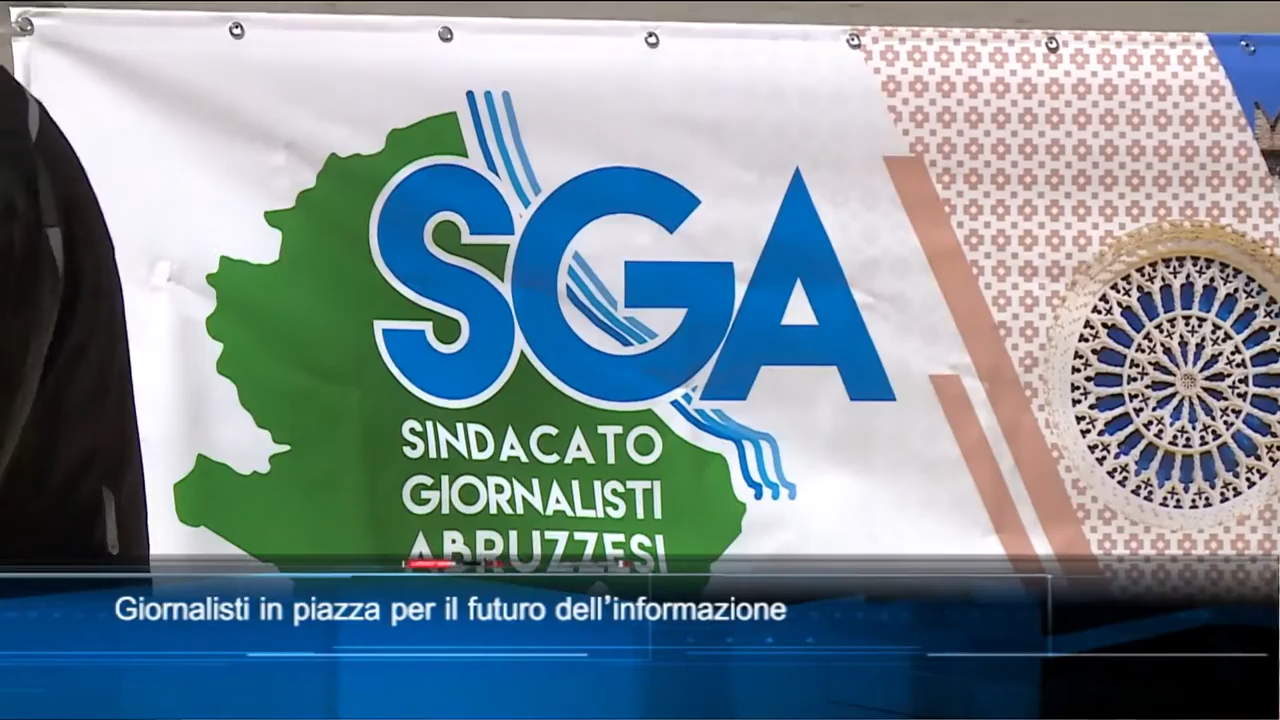 SGA
SINDACATO
GIORNALISTI
ABRUZZESI
Giornalisti in piazza per il futuro dell'informazione